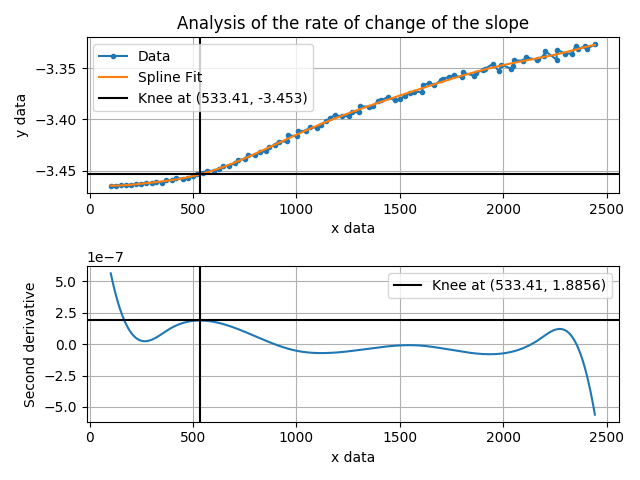 Analysis of the rate of change of the slope
Data
Spline Fit
Knee at (533.41, -3.453)
−3.35
−3.40
−3.45
y data
0 500 1000 1500 2000 2500
x data
1e−7
Knee at (533.41, 1.8856)
5.0
2.5
0.0
−2.5
−5.0
Second derivative
0 500 1000 1500 2000 2500
x data